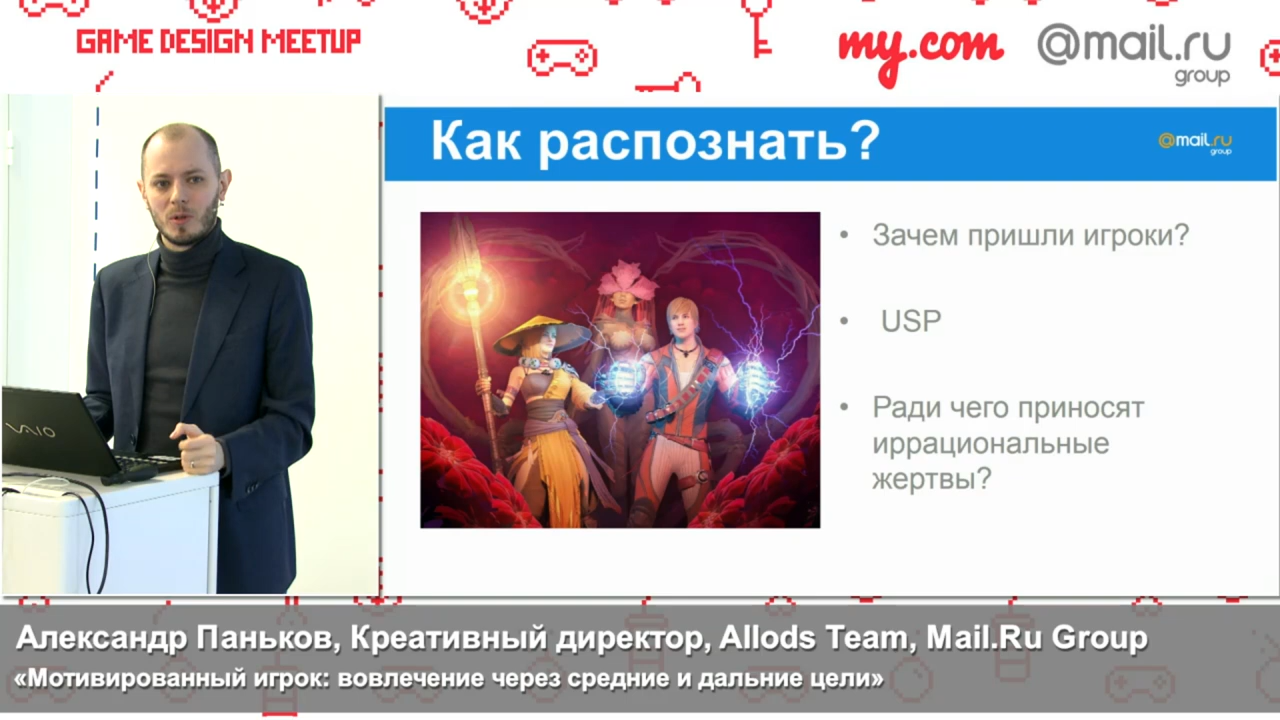 GAME DESIGN MEETUP
my.com @mail.ru
group
Как распознать?
@mail.ru
group
VAIO
• Зачем пришли игроки?
• USP
• Ради чего приносят
иррациональные
жертвы?
Александр Паньков, Креативный директор, Allods Team, Mail.Ru Group
«Мотивированный игрок: вовлечение через средние и дальние цели»